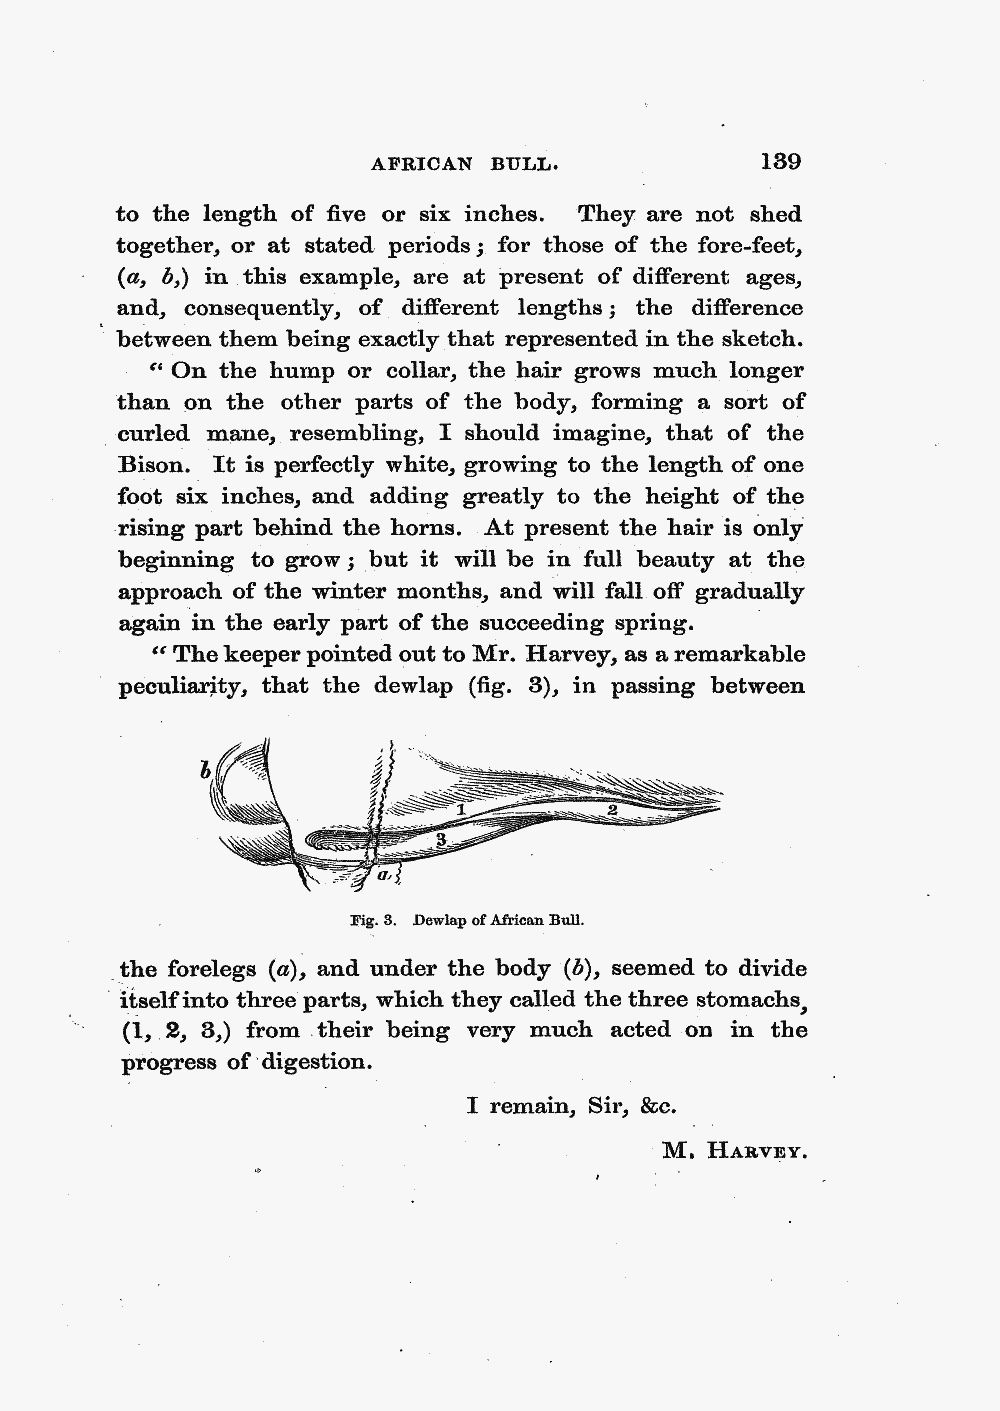 AFRICAN BULL. 139
to the length of five or six inches. They are not shed
together, or at stated periods; for those of the fore-feet,
(a, b,) in this example, are at present of different ages,
and, consequently, of different lengths; the difference
between them being exactly that represented in the sketch.
“ On the hump or collar, the hair grows much longer
than on the other parts of the body, forming a sort of
curled mane, resembling, I should imagine, that of the
Bison. It is perfectly white, growing to the length of one
foot six inches, and adding greatly to the height of the
rising part behind the horns. At present the hair is only
beginning to grow; but it will be in full beauty at the
approach of the winter months, and will fall off gradually
again in the early part of the succeeding spring.
“ The keeper pointed out to Mr. Harvey, as a remarkable
peculiarity, that the dewlap (fig. 3), in passing between
b
1
2
3
a
Fig. 3. Dewlap of African Bull.
the forelegs (a), and under the body (b), seemed to divide
itself into three parts, which they called the three stomachs,
(1, 2, 3,) from their being very much acted on in the
progress of digestion.
I remain, Sir, &c.
M. HARVEY.